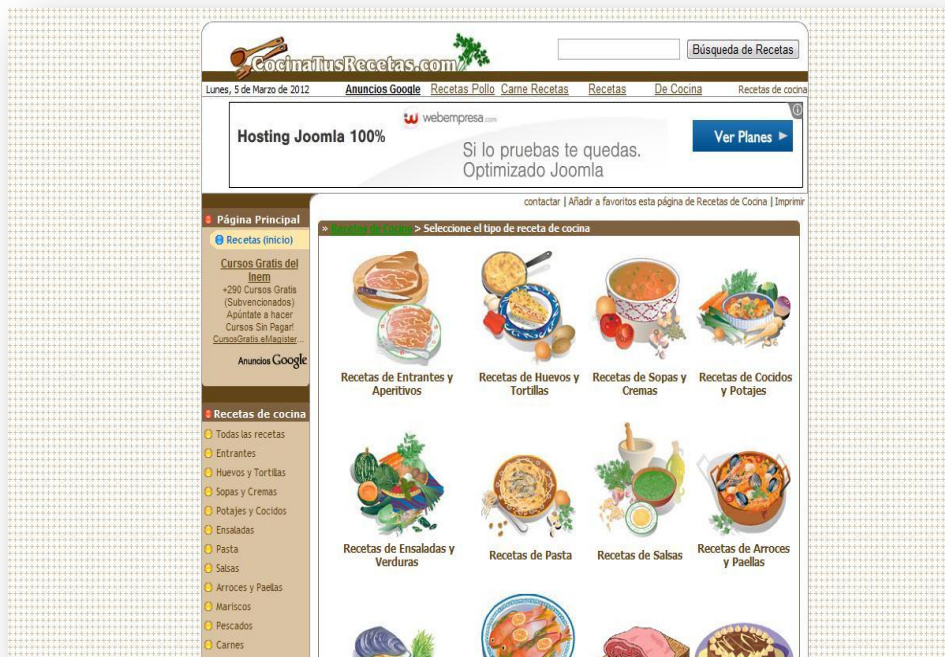 CocinaTusRecetas.com
Búsqueda de Recetas
Lunes, 5 de Marzo de 2012
Anuncios Google Recetas Pollo Carne Recetas Recetas De Cocina
Recetas de cocina
webempresa.com
Hosting Joomla 100%
Si lo pruebas te quedas.
Optimizado Joomla
Ver Planes
contactar | Añadir a favoritos esta página de Recetas de Cocina | Imprimir
Página Principal
Recetas (inicio)
Cursos Gratis del
Inem
+290 Cursos Gratis
(Subvencionados)
Apúntate a hacer
Cursos Sin Pagar!
CursosGratis.eMagister...
Anuncios Google
Recetas de cocina
Todas las recetas
Entrantes
Huevos y Tortillas
Sopas y Cremas
Potajes y Cocidos
Ensaladas
Pasta
Salsas
Arroces y Paellas
Mariscos
Pescados
Carnes
» Recetas de Cocina > Seleccione el tipo de receta de cocina
Recetas de Entrantes y
Aperitivos
Recetas de Huevos y
Tortillas
Recetas de Sopas y
Cremas
Recetas de Cocidos
y Potajes
Recetas de Ensaladas y
Verduras
Recetas de Pasta
Recetas de Salsas
Recetas de Arroces
y Paellas